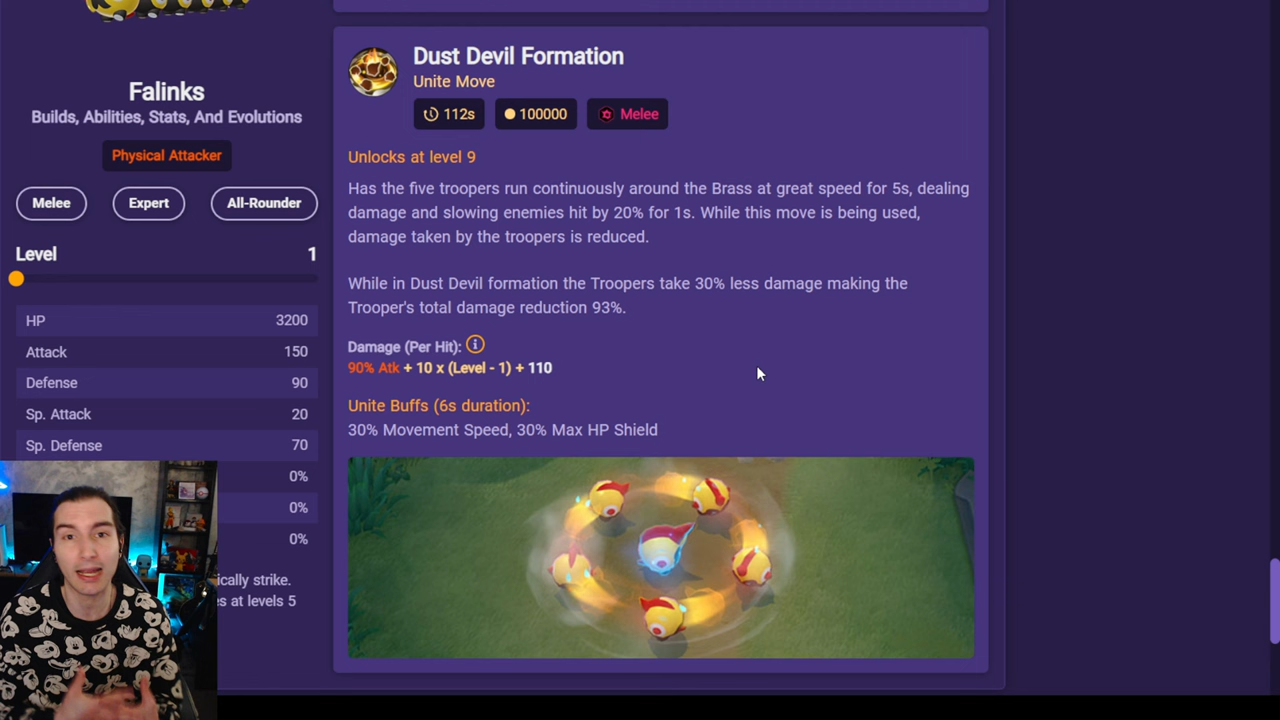 Falinks
Builds, Abilities, Stats, And Evolutions
Physical Attacker
Melee
Expert
All-Rounder
Level 1
HP 3200
Attack 150
Defense 90
Sp. Attack 20
Sp. Defense 70
0%
0%
0%
ically strike.
es at levels 5
Dust Devil Formation
Unite Move
112s 100000 Melee
Unlocks at level 9
Has the five troopers run continuously around the Brass at great speed for 5s, dealing
damage and slowing enemies hit by 20% for 1s. While this move is being used,
damage taken by the troopers is reduced.
While in Dust Devil formation the Troopers take 30% less damage making the
Trooper's total damage reduction 93%.
Damage (Per Hit):
90% Atk + 10 x (Level - 1) + 110
Unite Buffs (6s duration):
30% Movement Speed, 30% Max HP Shield